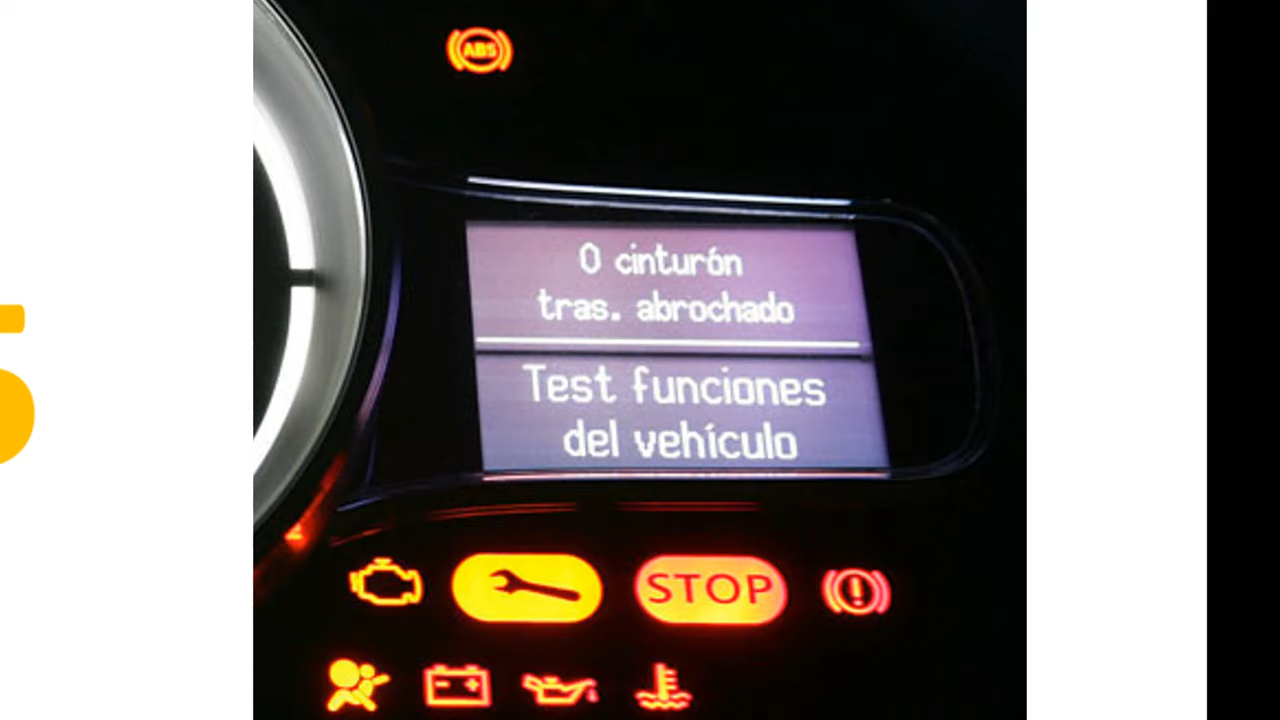 ABS
0 cinturón
tras. abrochado
Test funciones
del vehículo
STOP